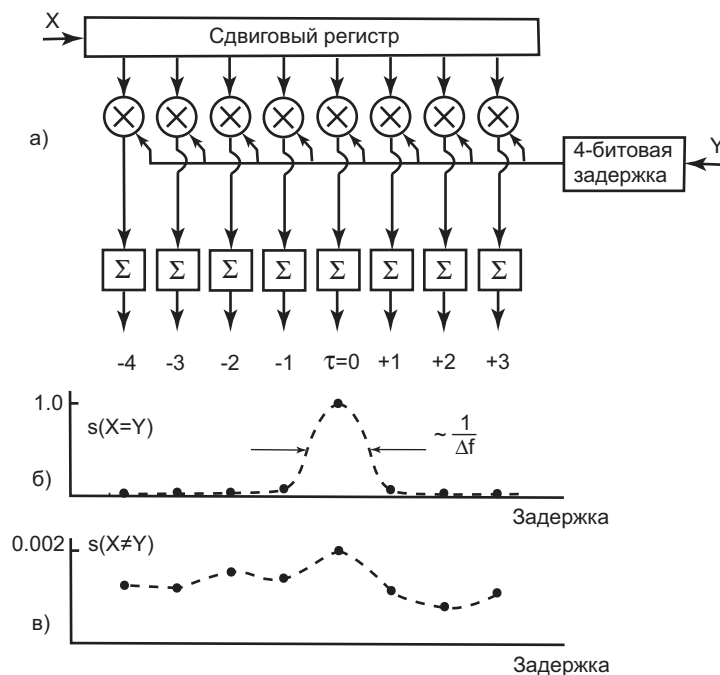 X
Сдвиговый регистр
а)
4-битовая
задержка
Y
Σ Σ Σ Σ Σ Σ Σ Σ
-4 -3 -2 -1 τ=0 +1 +2 +3
1.0
s(X=Y)
~ 1/Δf
б)
Задержка
0.002
s(X≠Y)
в)
Задержка